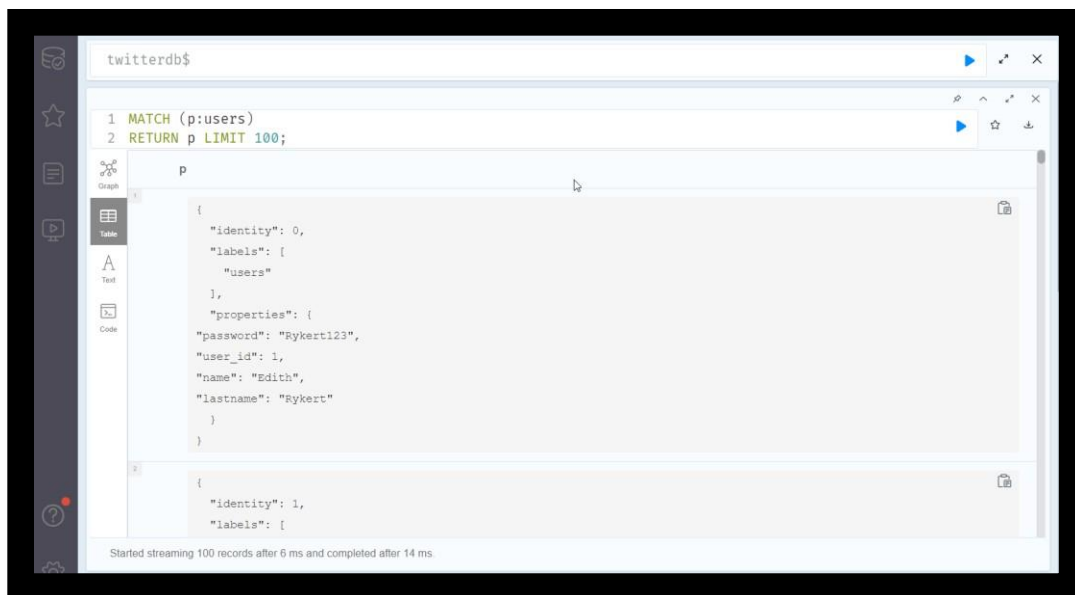 twitterdb$
1 MATCH (p:users)
2 RETURN p LIMIT 100;
Graph
Table
A
Text
Code
p
1
{
"identity": 0,
"labels": [
"users"
],
"properties": {
"password": "Rykert123",
"user_id": 1,
"name": "Edith",
"lastname": "Rykert"
}
}
2
{
"identity": 1,
"labels": [
Started streaming 100 records after 6 ms and completed after 14 ms.